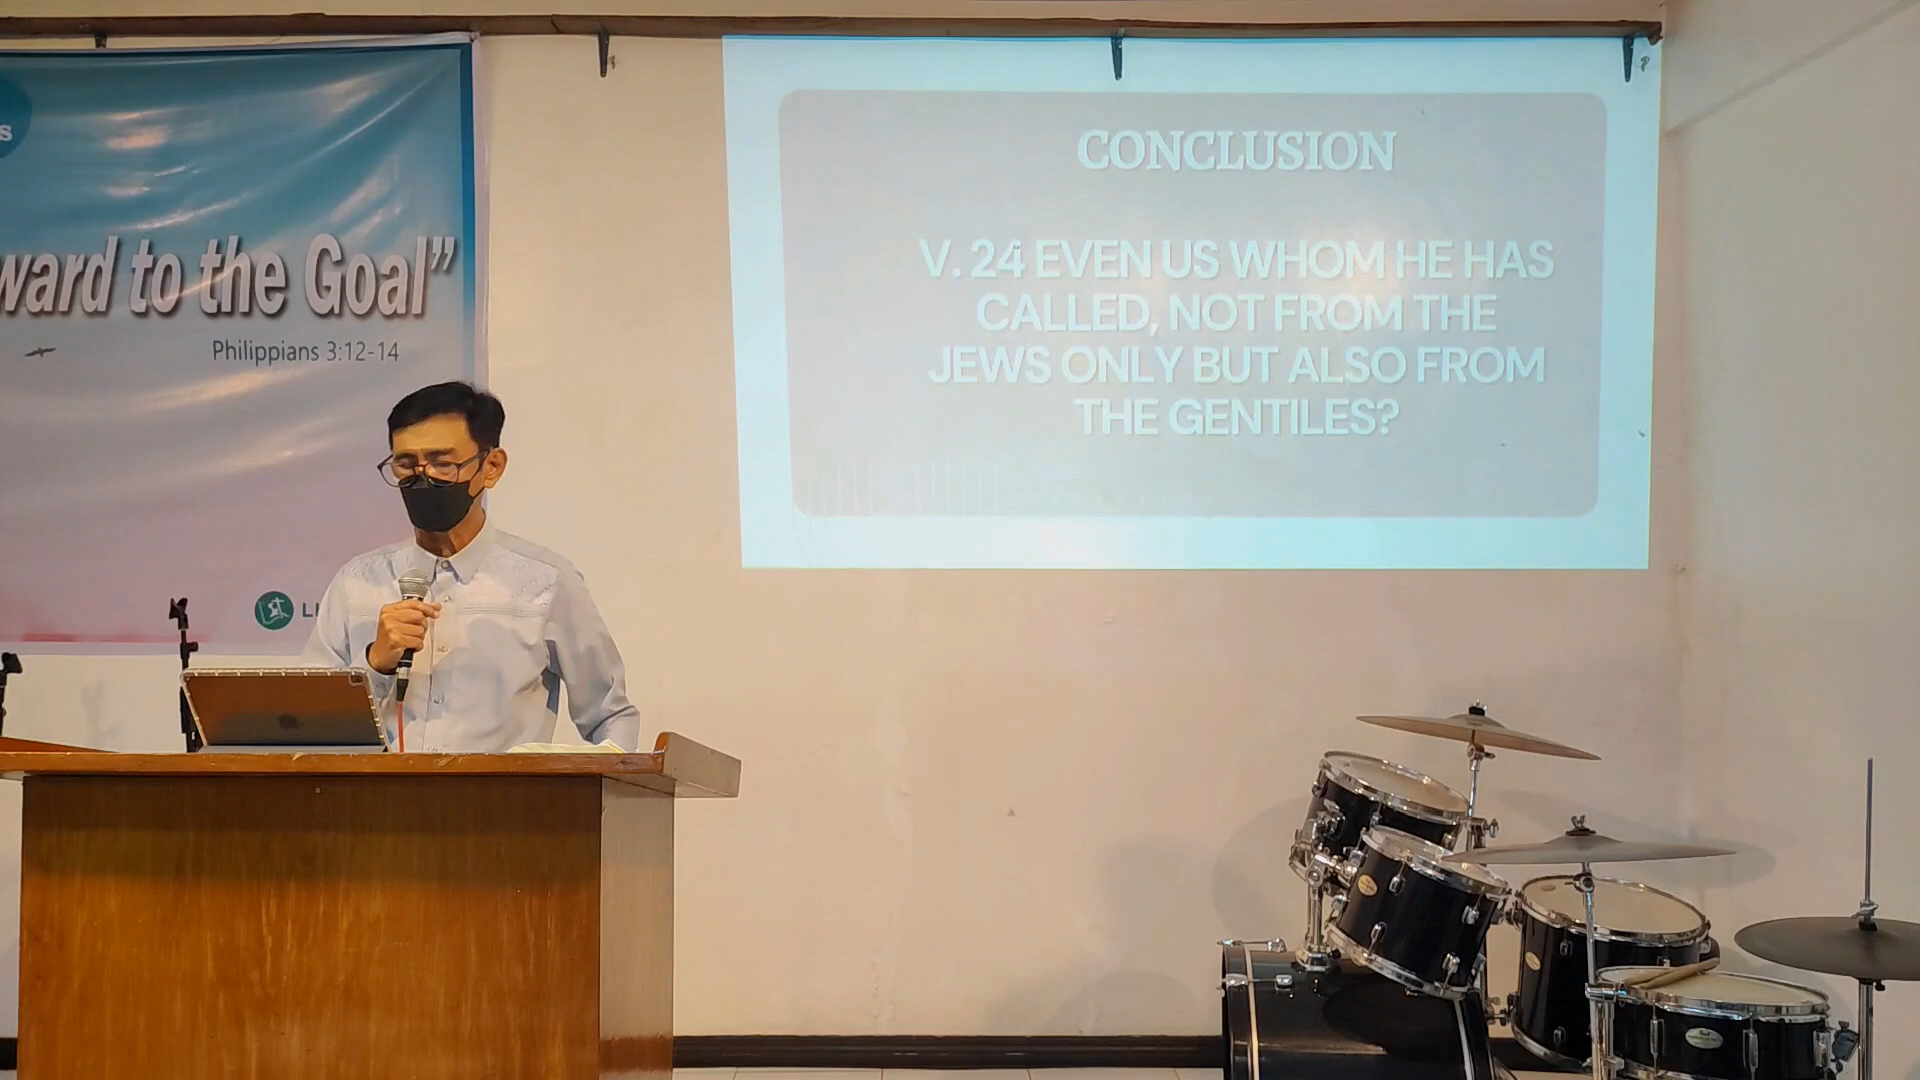 s
ward to the Goal”
Philippians 3:12-14
LI
CONCLUSION
V. 24 EVEN US WHOM HE HAS
CALLED, NOT FROM THE
JEWS ONLY BUT ALSO FROM
THE GENTILES?